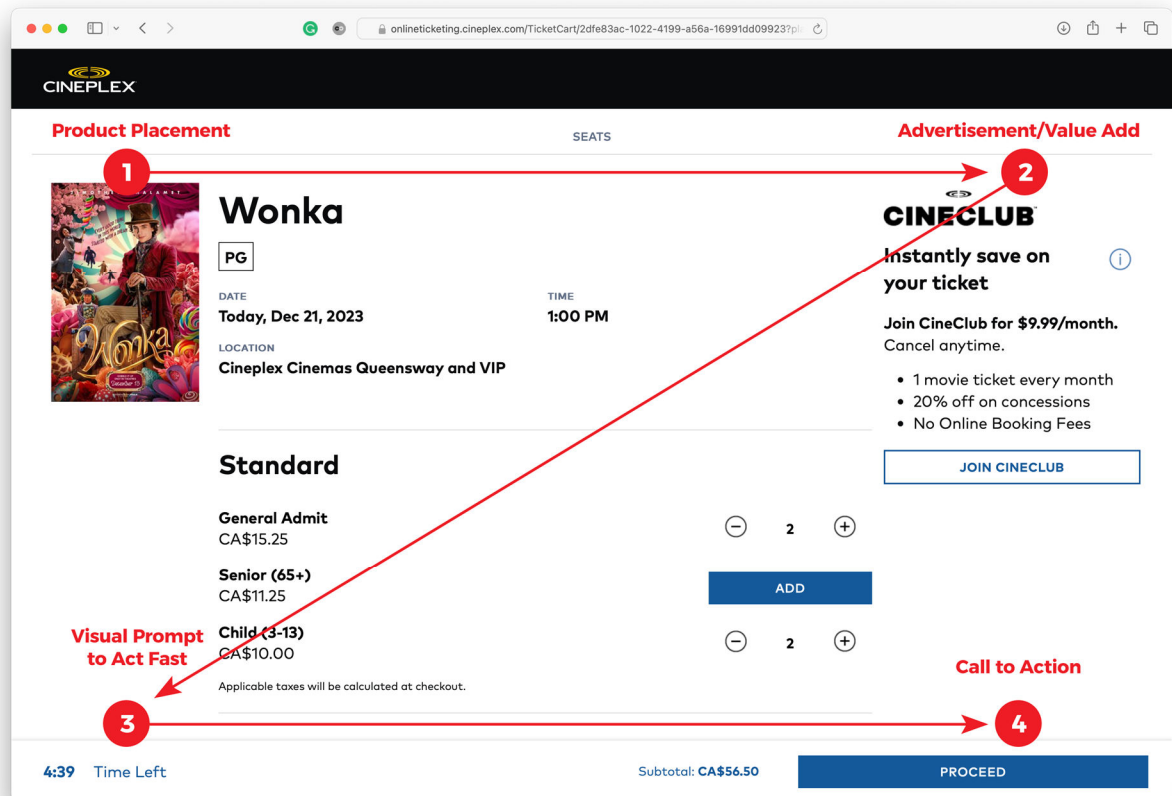 onlineticketing.cineplex.com/TicketCart/2dfe83ac-1022-4199-a56a-16991dd09923?pl
CINEPLEX
Product Placement
SEATS
Advertisement/Value Add
1
2
Wonka
PG
DATE
Today, Dec 21, 2023
TIME
1:00 PM
LOCATION
Cineplex Cinemas Queensway and VIP
Wonka
CINECLUB
Instantly save on
your ticket
Join CineClub for $9.99/month.
Cancel anytime.
• 1 movie ticket every month
• 20% off on concessions
• No Online Booking Fees
JOIN CINECLUB
Standard
General Admit
CA$15.25
2
Senior (65+)
CA$11.25
ADD
Child (3-13)
CA$10.00
2
Applicable taxes will be calculated at checkout.
Visual Prompt
to Act Fast
Call to Action
3
4
4:39 Time Left
Subtotal: CA$56.50
PROCEED